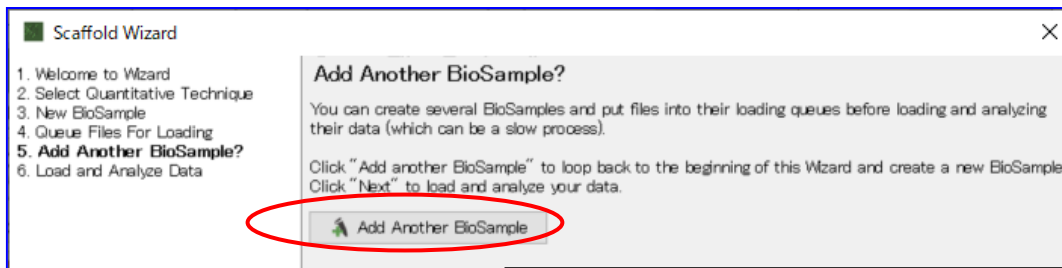 Scaffold Wizard
1. Welcome to Wizard
2. Select Quantitative Technique
3. New BioSample
4. Queue Files For Loading
5. Add Another BioSample?
6. Load and Analyze Data
Add Another BioSample?
You can create several BioSamples and put files into their loading queues before loading and analyzing
their data (which can be a slow process).
Click "Add another BioSample" to loop back to the beginning of this Wizard and create a new BioSample
Click "Next" to load and analyze your data.
Add Another BioSample